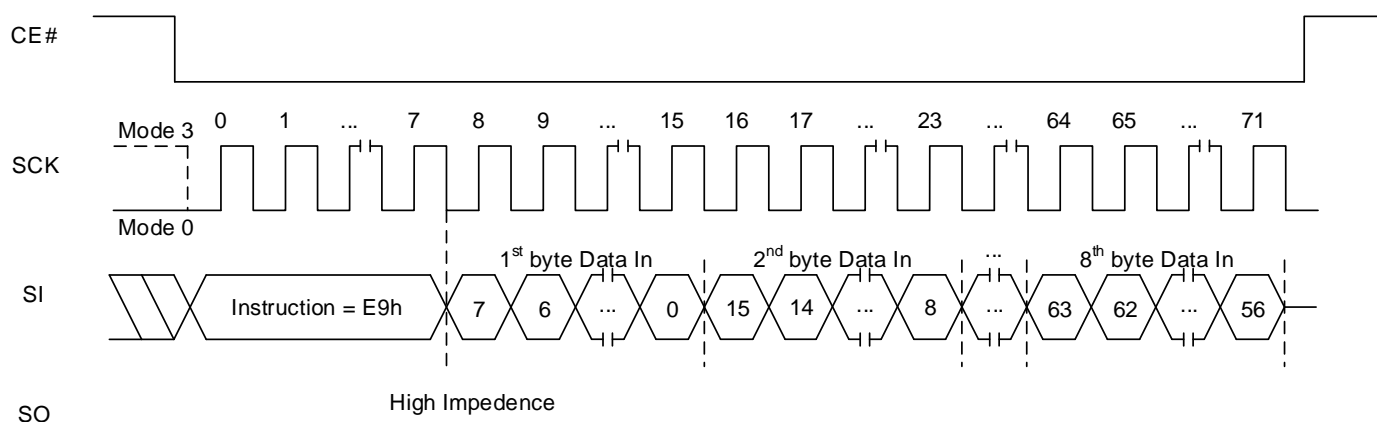 CE#
0 1 ... 7 8 9 ... 15 16 17 ... 23 ... 64 65 ... 71
Mode 3
SCK
Mode 0
1st byte Data In 2nd byte Data In ... 8th byte Data In
SI
Instruction = E9h 7 6 ... 0 15 14 ... 8 ... 63 62 ... 56
High Impedence
SO